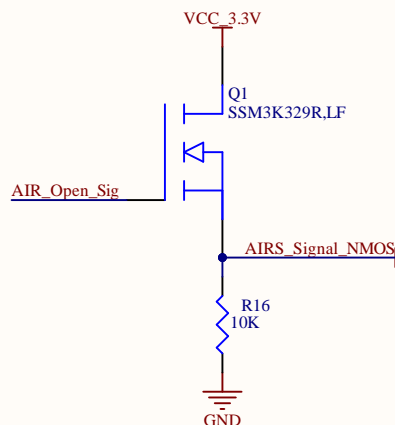 VCC_3.3V
Q1
SSM3K329R,LF
AIR_Open_Sig
AIRS_Signal_NMOS
R16
10K
GND